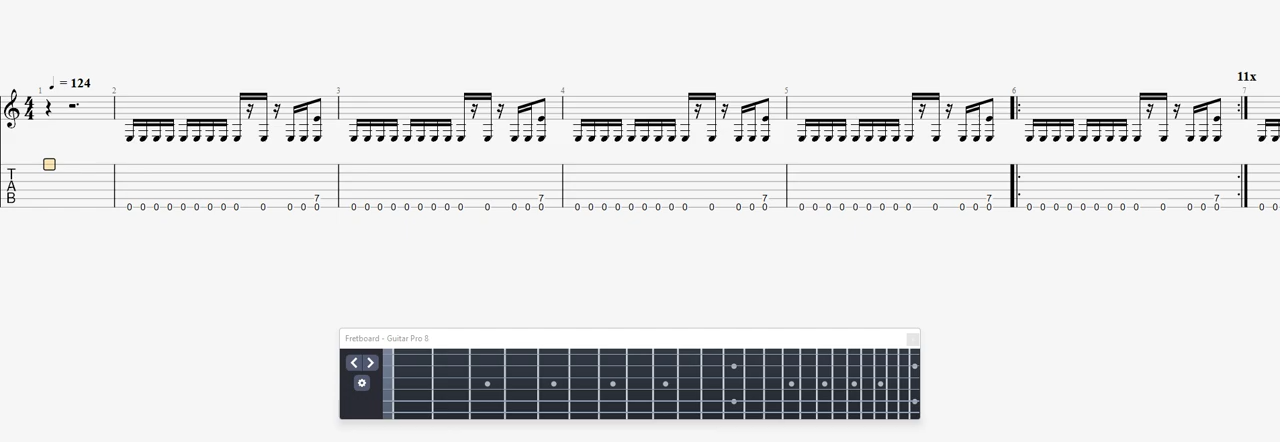 11x
♩ = 124
1 2 3 4 5 6 7
4
4
T
A
B
7 7 7 7 7
0 0 0 0 0 0 0 0 0 0 0 0 0 0 0 0 0 0 0 0 0 0 0 0 0 0 0 0 0 0 0 0 0 0 0 0 0 0 0 0 0 0 0 0 0 0 0 0 0 0 0 0 0 0 0 0 0 0 0 0 0 0
Fretboard - Guitar Pro 8